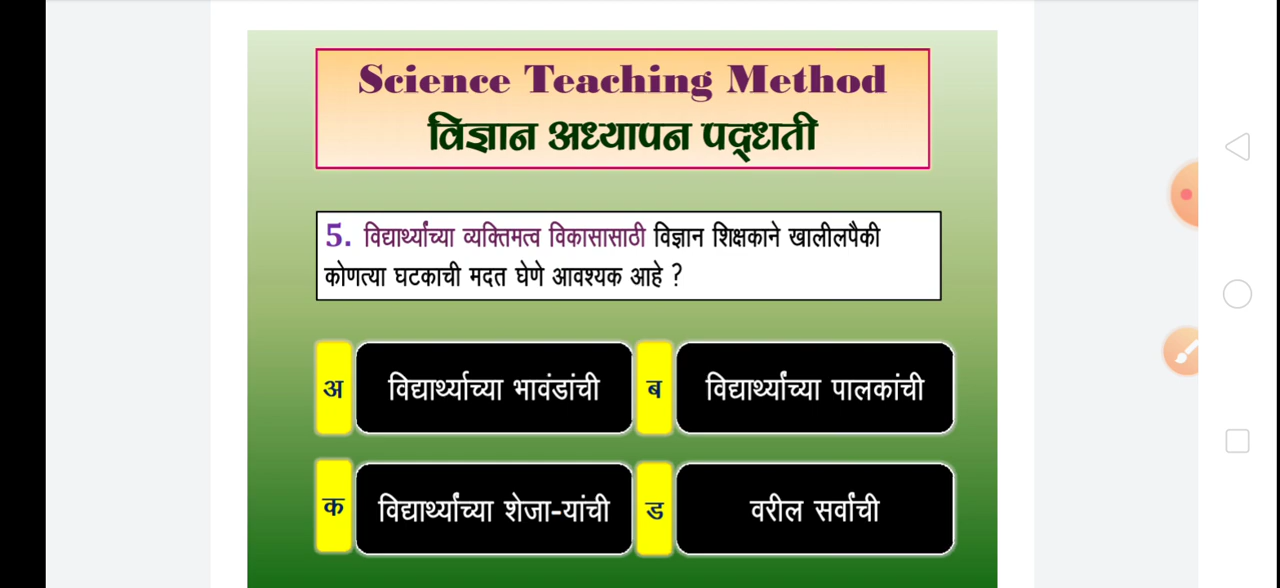 Science Teaching Method
विज्ञान अध्यापन पद्धती
5. विद्यार्थ्यांच्या व्यक्तिमत्व विकासासाठी विज्ञान शिक्षकाने खालीलपैकी
कोणत्या घटकाची मदत घेणे आवश्यक आहे ?
अ विद्यार्थ्याच्या भावंडांची
ब विद्यार्थ्यांच्या पालकांची
क विद्यार्थ्यांच्या शेजा-यांची
ड वरील सर्वांची